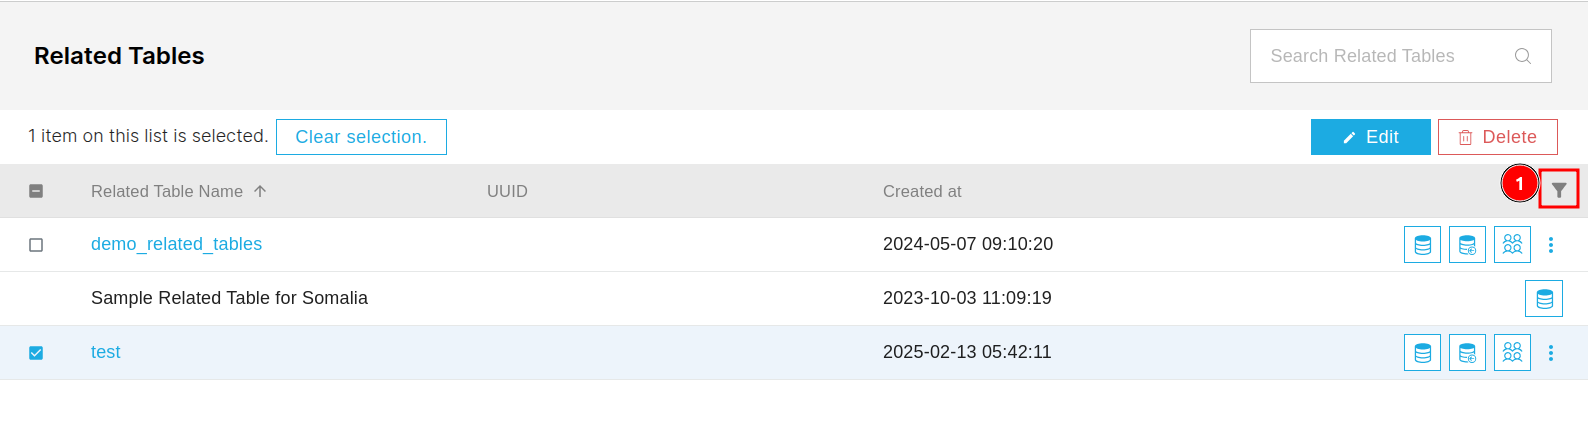 Related Tables
Search Related Tables
1 item on this list is selected. Clear selection. Edit Delete
Related Table Name UUID Created at 1
demo_related_tables 2024-05-07 09:10:20
Sample Related Table for Somalia 2023-10-03 11:09:19
test 2025-02-13 05:42:11